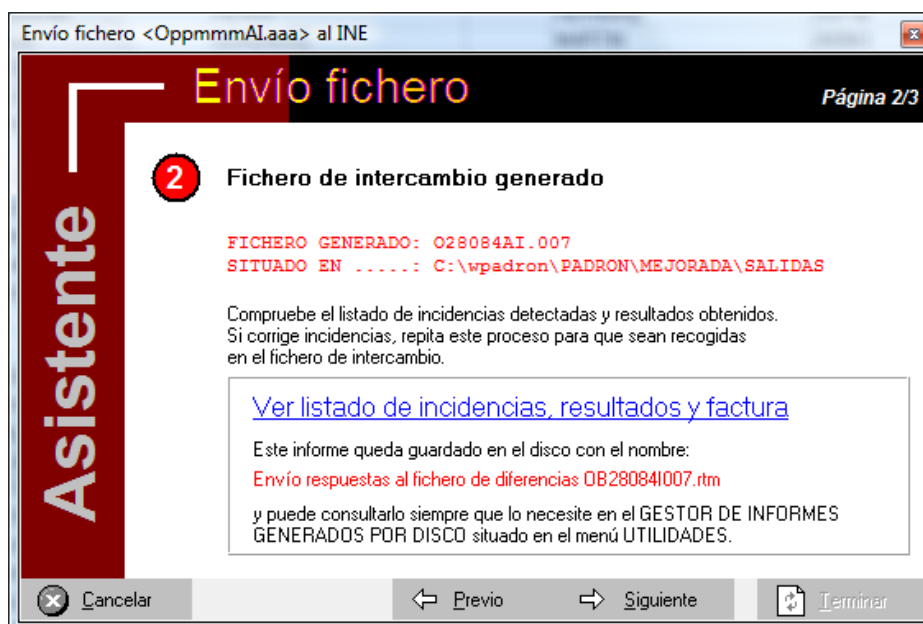 Envío fichero <OppmmmAI.aaa> al INE
Envío fichero
Página 2/3
Asistente
2
Fichero de intercambio generado
FICHERO GENERADO: O28084AI.007
SITUADO EN .....: C:\wpadron\PADRON\MEJORADA\SALIDAS
Compruebe el listado de incidencias detectadas y resultados obtenidos.
Si corrige incidencias, repita este proceso para que sean recogidas
en el fichero de intercambio.
Ver listado de incidencias, resultados y factura
Este informe queda guardado en el disco con el nombre:
Envío respuestas al fichero de diferencias OB28084I007.rtm
y puede consultarlo siempre que lo necesite en el GESTOR DE INFORMES
GENERADOS POR DISCO situado en el menú UTILIDADES.
Cancelar
Previo
Siguiente
Terminar